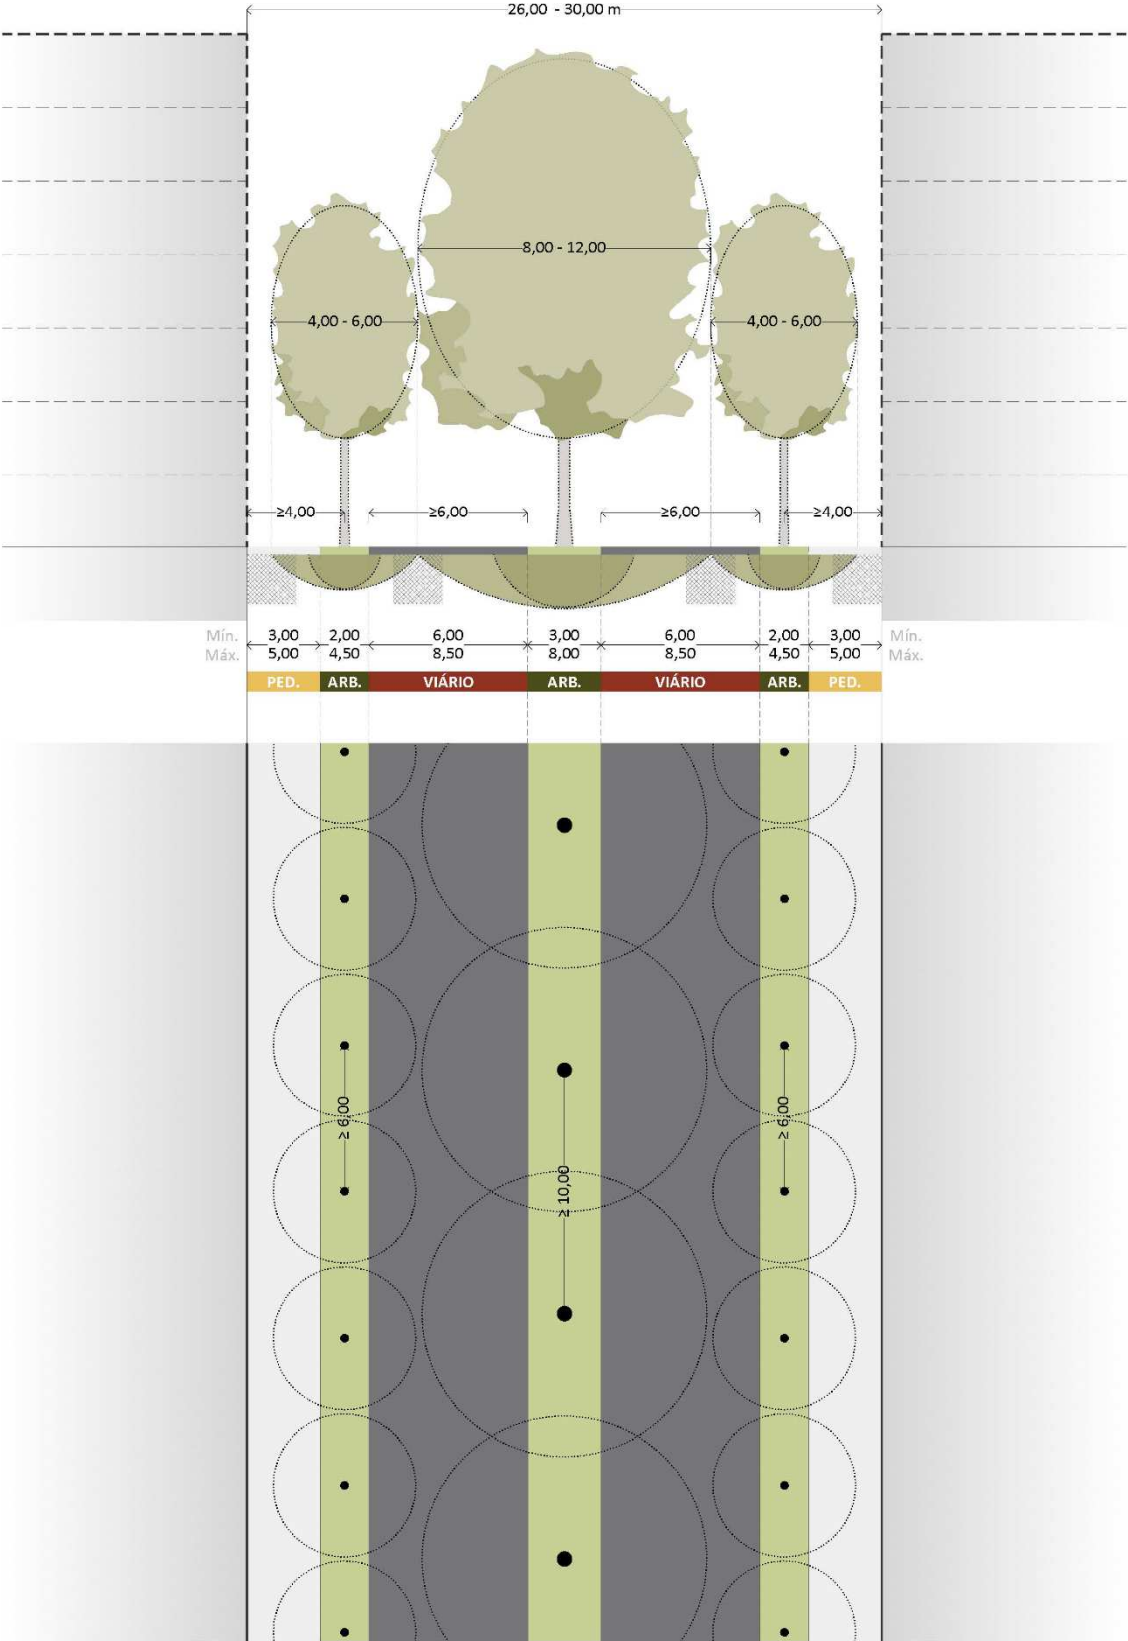 26,00 - 30,00 m
8,00 - 12,00
4,00 - 6,00
4,00 - 6,00
≥4,00
≥6,00
≥6,00
≥4,00
Mín. 3,00 2,00 6,00 3,00 6,00 2,00 3,00 Mín.
Máx. 5,00 4,50 8,50 8,00 8,50 4,50 5,00 Máx.
PED. ARB. VIÁRIO ARB. VIÁRIO ARB. PED.
≥ 6,00
≥ 6,00
≥ 10,00